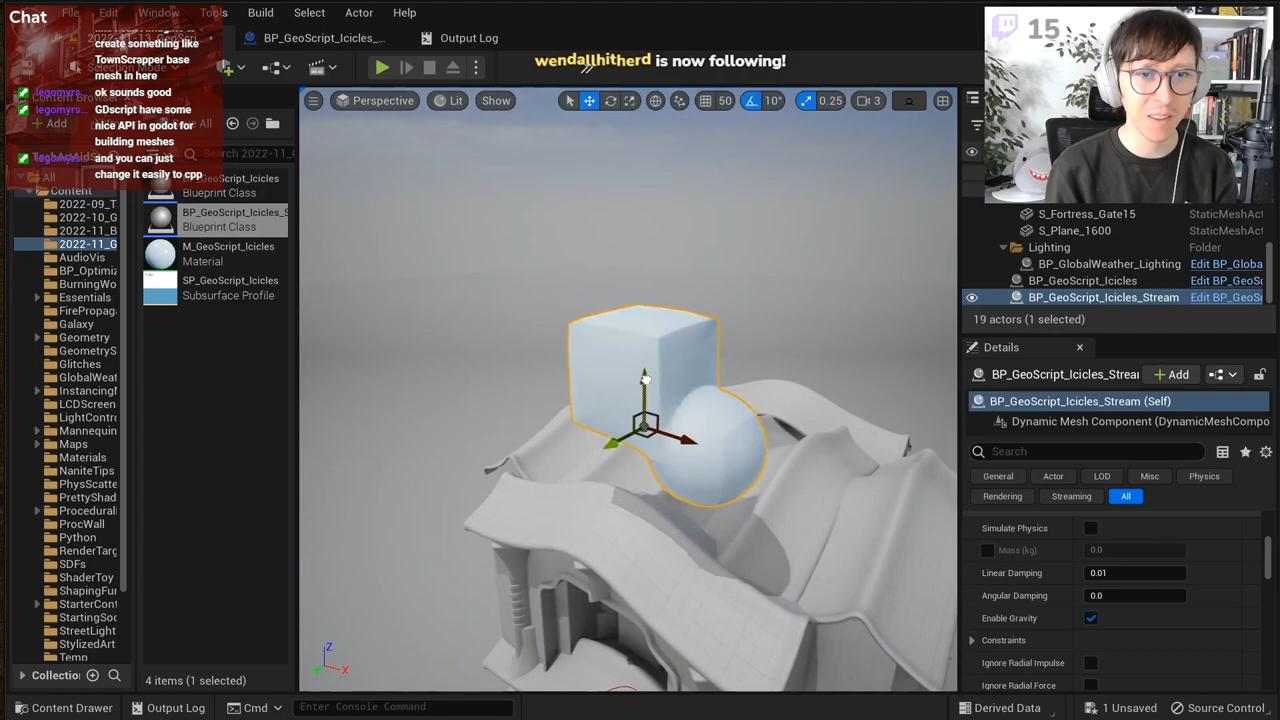 Chat
File
Edit
Window
Tools
Build
Select
Actor
Help
create something like
TownScrapper base
mesh in here
ok sounds good
GDscript have some
nice API in godot for
building meshes
and you can just
change it easily to cpp
legomyrs...
legomyrs...
legomyrs...
BP_GeoScript_Icicles_...
Output Log
wendallhitherd is now following!
15
Add
All
Search 2022-11_
All
Content
2022-09_T
2022-10_G
2022-11_B
2022-11_G
AudioVis
BP_Optimiz
BurningWo
Essentials
FirePropag
Galaxy
Geometry
GeometryS
Glitches
GlobalWeat
Instancing
LCDScreen
LightContro
Mannequin
Maps
Materials
NaniteTips
PhysScatte
PrettyShad
Procedural
ProcWall
Python
RenderTarg
SDFs
ShaderToy
ShapingFun
StarterCont
StartingSoc
StreetLight
StylizedArt
Temp
Collectio
BP_GeoScript_Icicles
Blueprint Class
BP_GeoScript_Icicles_S
Blueprint Class
M_GeoScript_Icicles
Material
SP_GeoScript_Icicles
Subsurface Profile
4 items (1 selected)
Perspective
Lit
Show
50
10°
0.25
3
Z
X
S_Fortress_Gate15
StaticMeshAct
S_Plane_1600
StaticMeshAct
Lighting
Folder
BP_GlobalWeather_Lighting
Edit BP_Globa
BP_GeoScript_Icicles
Edit BP_GeoS
BP_GeoScript_Icicles_Stream
Edit BP_GeoS
19 actors (1 selected)
Details
BP_GeoScript_Icicles_Strear
Add
BP_GeoScript_Icicles_Stream (Self)
Dynamic Mesh Component (DynamicMeshCompo
Search
General
Actor
LOD
Misc
Physics
Rendering
Streaming
All
Simulate Physics
Mass (kg)
0.0
Linear Damping
0.01
Angular Damping
0.0
Enable Gravity
Constraints
Ignore Radial Impulse
Ignore Radial Force
Content Drawer
Output Log
Cmd
Enter Console Command
Derived Data
1 Unsaved
Source Control